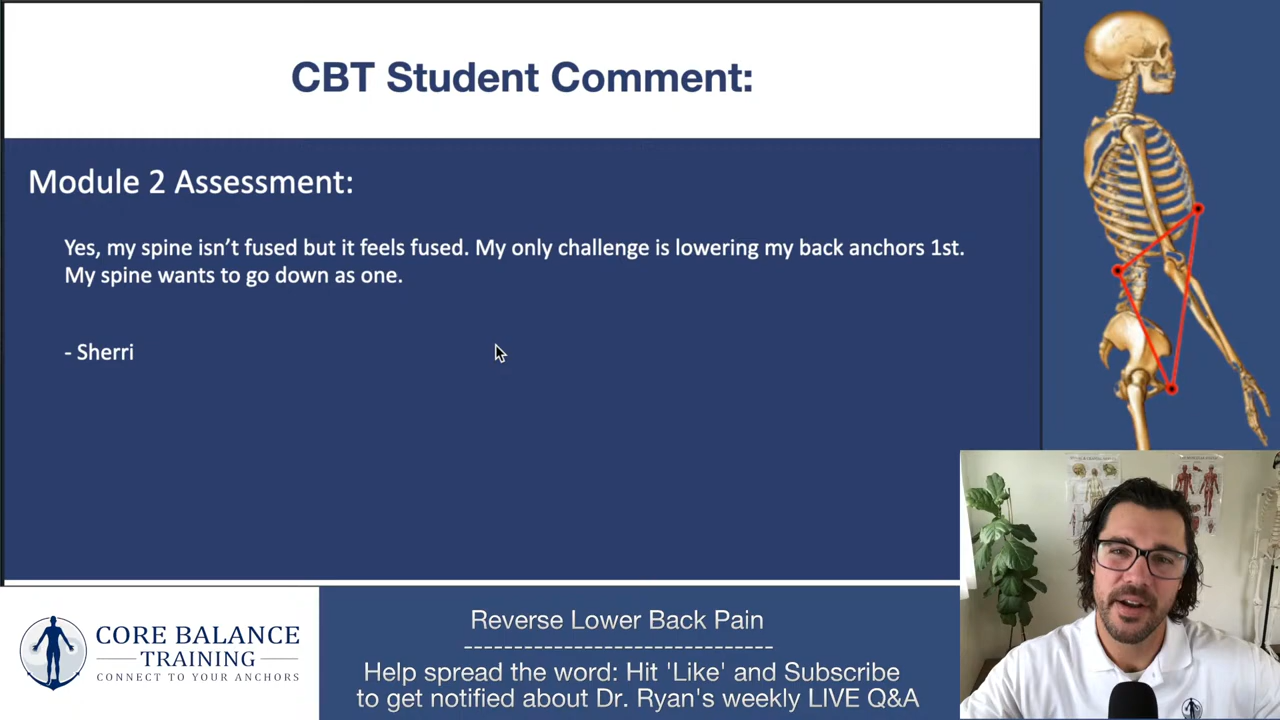 CBT Student Comment:
Module 2 Assessment:
Yes, my spine isn’t fused but it feels fused. My only challenge is lowering my back anchors 1st.
My spine wants to go down as one.
- Sherri
CORE BALANCE
TRAINING
CONNECT TO YOUR ANCHORS
Reverse Lower Back Pain
----------------------------
Help spread the word: Hit 'Like' and Subscribe
to get notified about Dr. Ryan's weekly LIVE Q&A